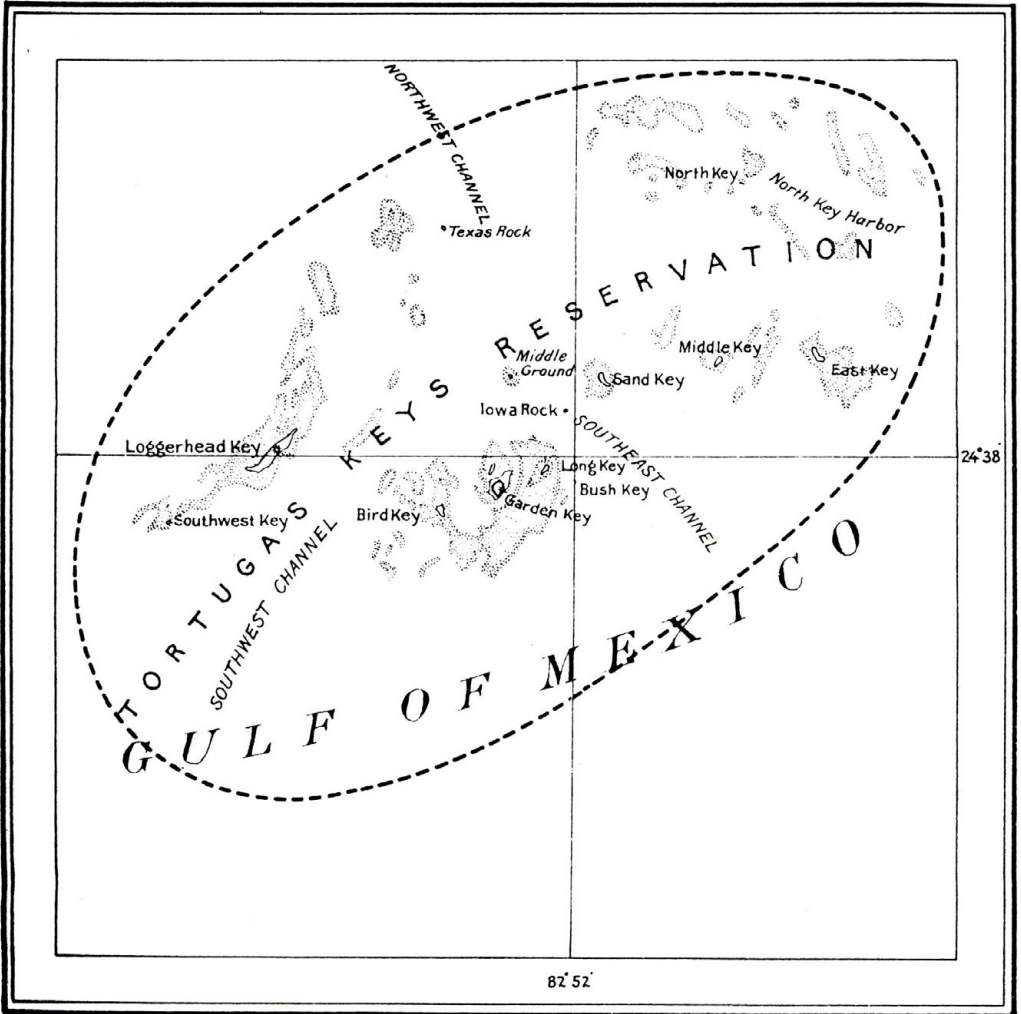 NORTHWEST CHANNEL
North Key
North Key Harbor
Texas Rock
TORTUGAS KEYS RESERVATION
Middle
Ground
Middle Key
East Key
Sand Key
Iowa Rock
SOUTHEAST CHANNEL
Loggerhead Key
24°38
Long Key
Bush Key
Garden Key
Bird Key
Southwest Key
SOUTHWEST CHANNEL
GULF OF MEXICO
82°52'